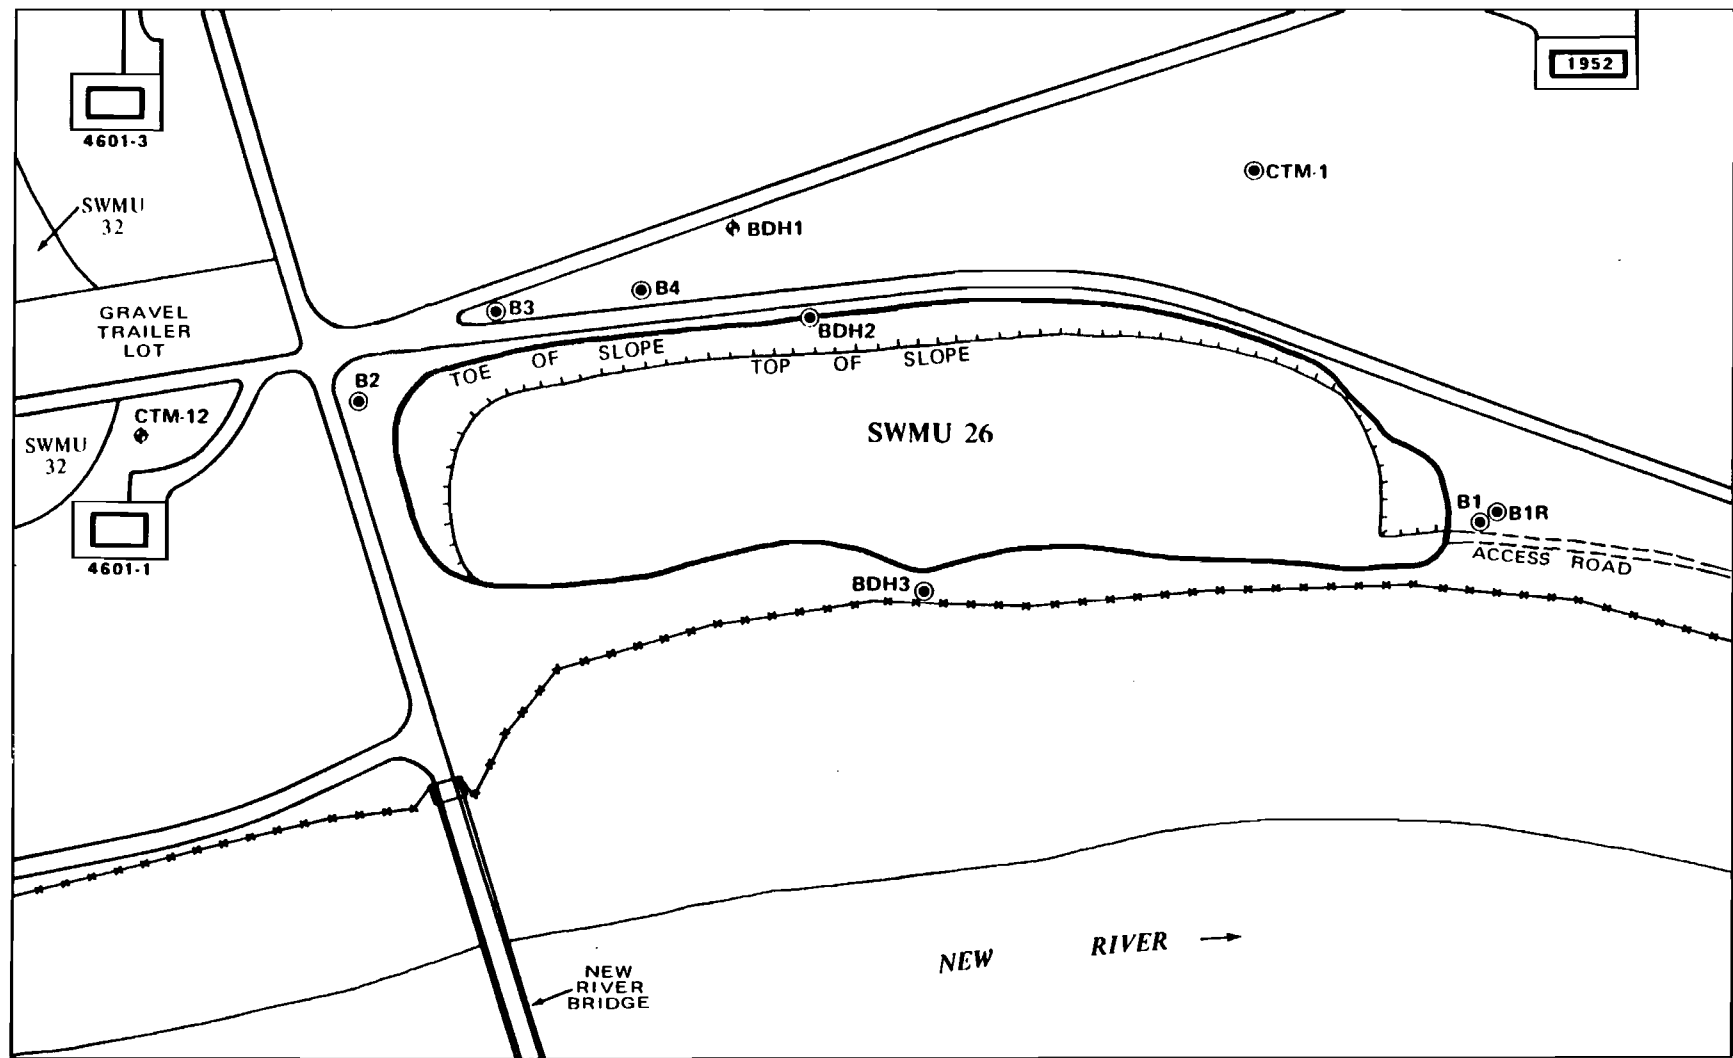 1952
4601-3
CTM-1
SWMU
32
BDH1
B4
B3
GRAVEL
TRAILER
LOT
BDH2
TOE OF SLOPE
TOP OF SLOPE
B2
CTM-12
SWMU
32
SWMU 26
B1
B1R
ACCESS ROAD
4601-1
BDH3
NEW RIVER
NEW
RIVER
BRIDGE